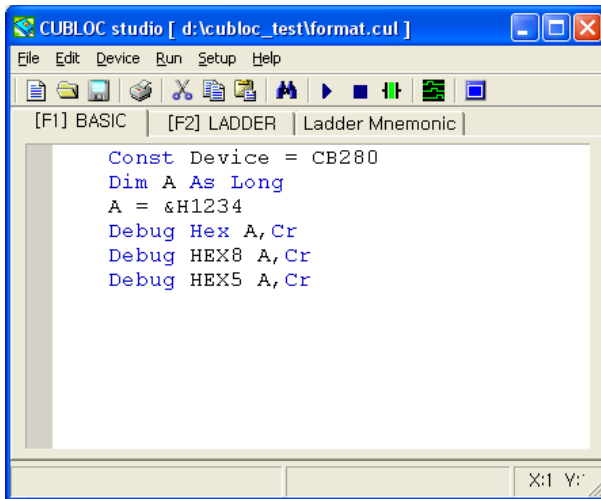 CUBLOC studio [ d:\cubloc_test\format.cul ]
File Edit Device Run Setup Help
[F1] BASIC [F2] LADDER Ladder Mnemonic
Const Device = CB280
Dim A As Long
A = &H1234
Debug Hex A,Cr
Debug HEX8 A,Cr
Debug HEX5 A,Cr
X:1 Y: